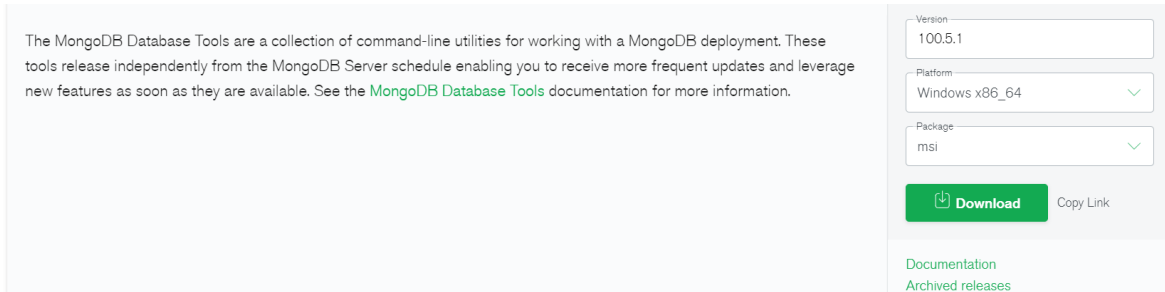 The MongoDB Database Tools are a collection of command-line utilities for working with a MongoDB deployment. These
tools release independently from the MongoDB Server schedule enabling you to receive more frequent updates and leverage
new features as soon as they are available. See the MongoDB Database Tools documentation for more information.
Version
100.5.1
Platform
Windows x86_64
Package
msi
Download Copy Link
Documentation
Archived releases